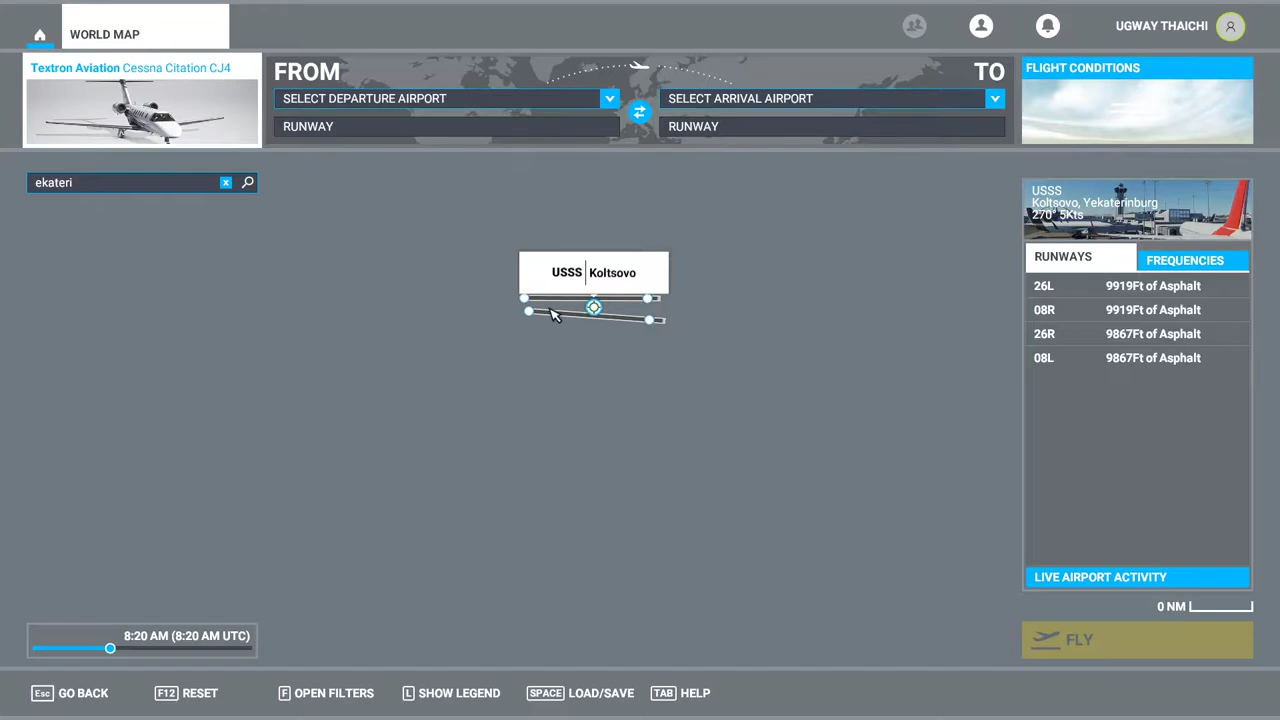 WORLD MAP
UGWAY THAICHI
Textron Aviation Cessna Citation CJ4
FROM
TO
SELECT DEPARTURE AIRPORT
SELECT ARRIVAL AIRPORT
RUNWAY
RUNWAY
FLIGHT CONDITIONS
ekateri
x
USSS
Koltsovo, Yekaterinburg
270° 5Kts
RUNWAYS
FREQUENCIES
26L 9919Ft of Asphalt
08R 9919Ft of Asphalt
26R 9867Ft of Asphalt
08L 9867Ft of Asphalt
USSS Koltsovo
LIVE AIRPORT ACTIVITY
0 NM
8:20 AM (8:20 AM UTC)
FLY
Esc GO BACK
F12 RESET
F OPEN FILTERS
L SHOW LEGEND
SPACE LOAD/SAVE
TAB HELP